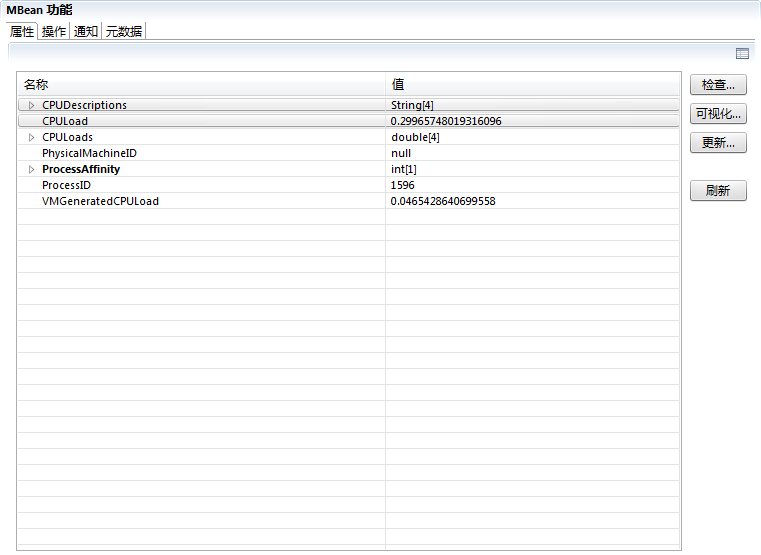 MBean 功能
属性 操作 通知 元数据
名称 值
CPUDescriptions String[4]
CPULoad 0.29965748019316096
CPULoads double[4]
PhysicalMachineID null
ProcessAffinity int[1]
ProcessID 1596
VMGeneratedCPULoad 0.0465428640699558
检查...
可视化...
更新...
刷新